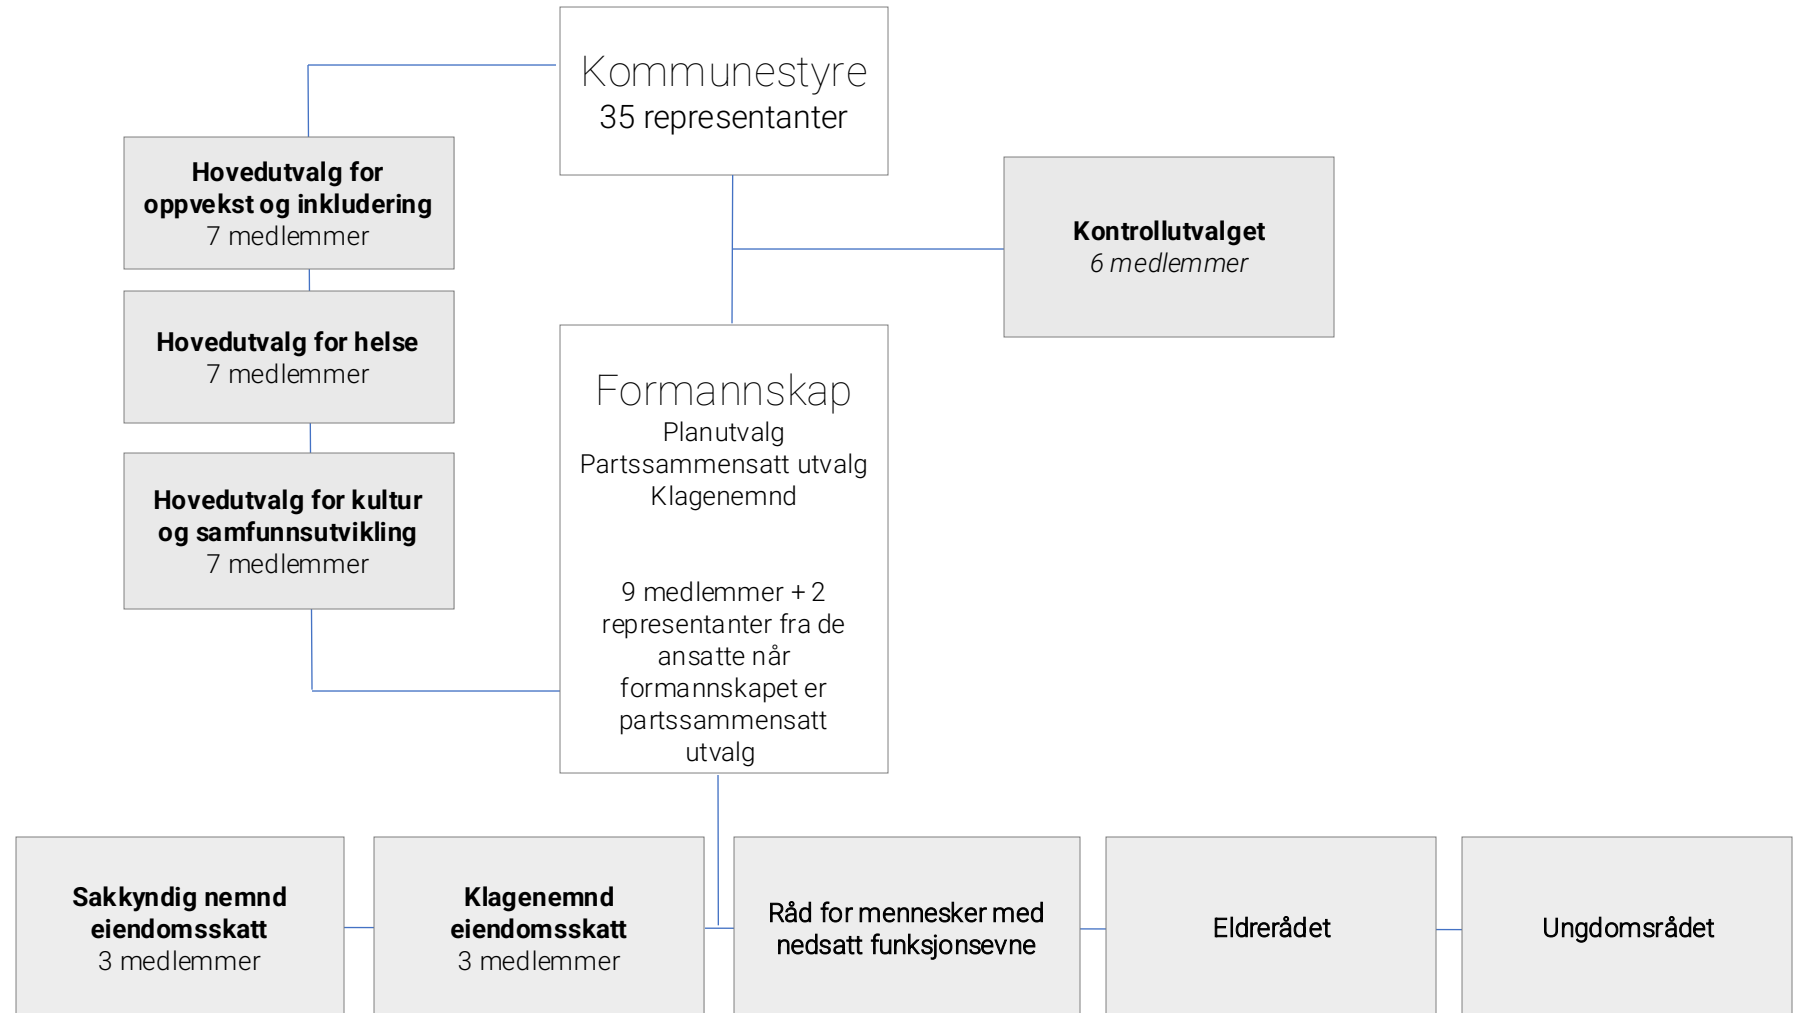 Kommunestyre
35 representanter
Hovedutvalg for
oppvekst og inkludering
7 medlemmer
Kontrollutvalget
6 medlemmer
Hovedutvalg for helse
7 medlemmer
Formannskap
Planutvalg
Partssammensatt utvalg
Klagenemnd
9 medlemmer + 2
representanter fra de
ansatte når
formannskapet er
partssammensatt
utvalg
Hovedutvalg for kultur
og samfunnsutvikling
7 medlemmer
Sakkyndig nemnd
eiendomsskatt
3 medlemmer
Klagenemnd
eiendomsskatt
3 medlemmer
Råd for mennesker med
nedsatt funksjonsevne
Eldrerådet
Ungdomsrådet